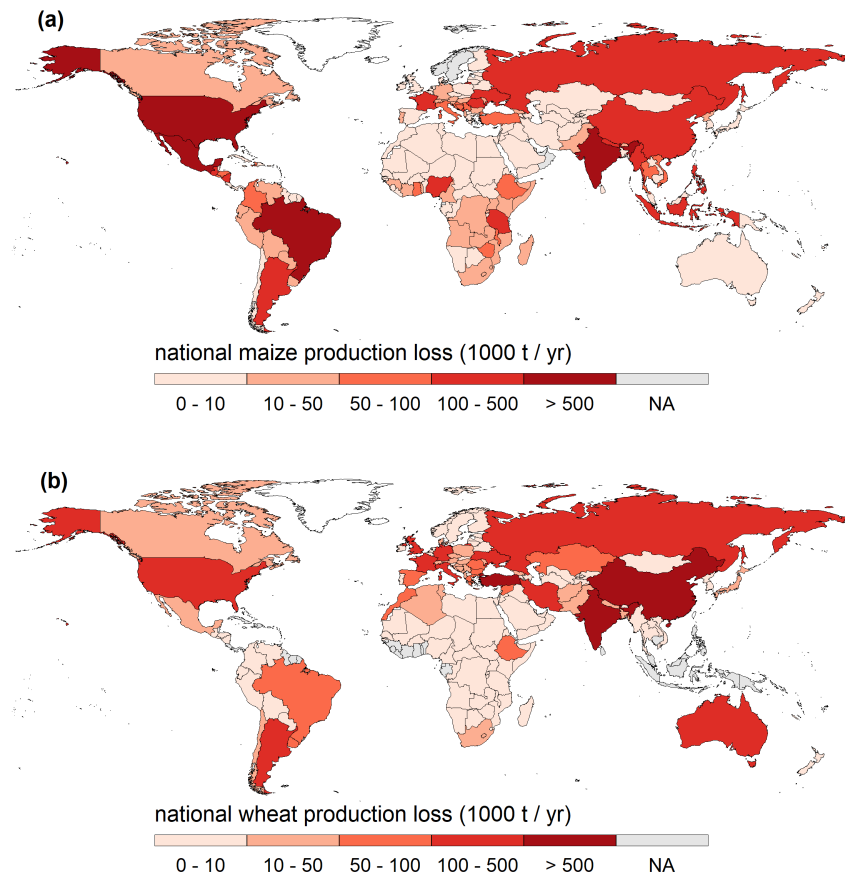 (a)
national maize production loss (1000 t / yr)
0 - 10 10 - 50 50 - 100 100 - 500 > 500 NA
(b)
national wheat production loss (1000 t / yr)
0 - 10 10 - 50 50 - 100 100 - 500 > 500 NA